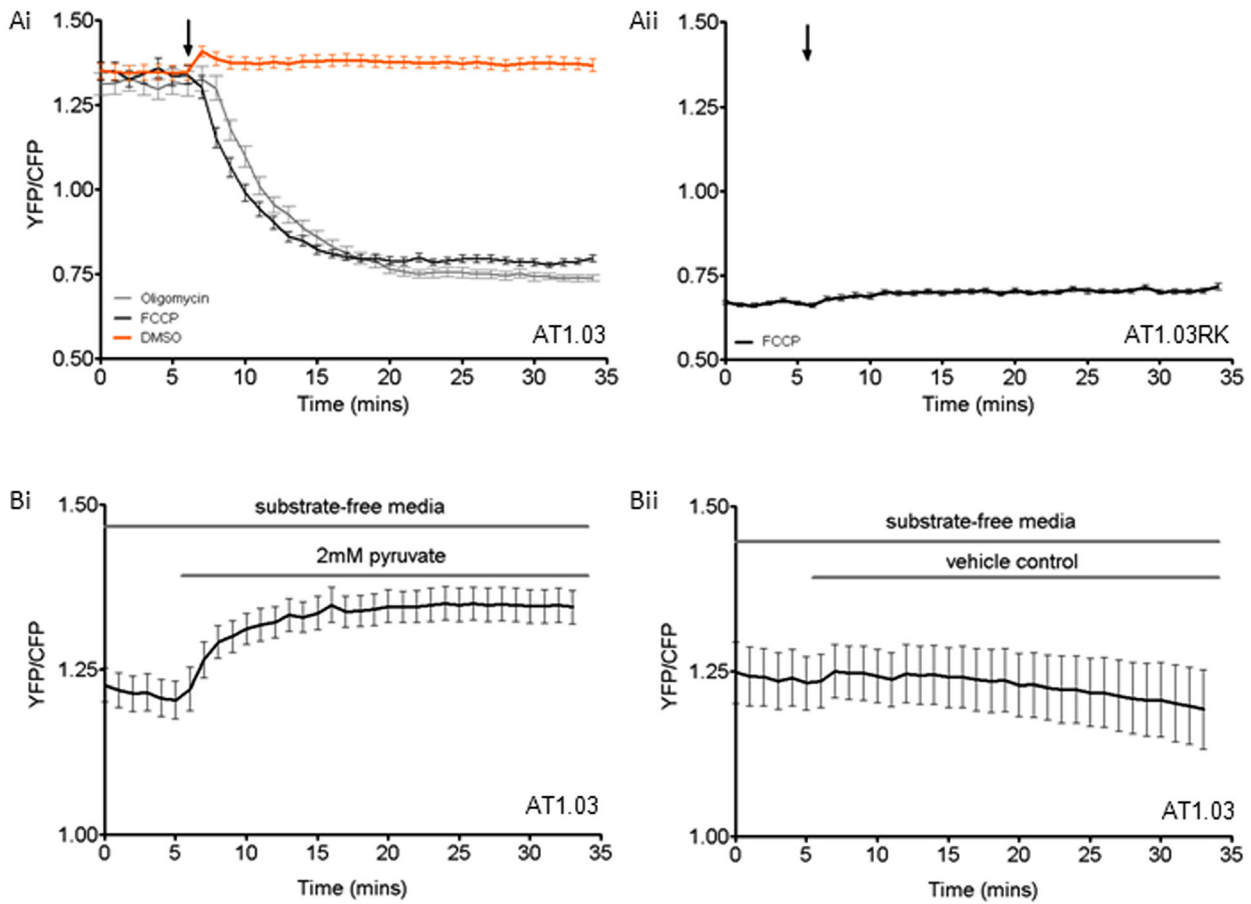 Ai
YFP/CFP
1.50
1.25
1.00
0.75
0.50
Oligomycin
FCCP
DMSO
AT1.03
0 5 10 15 20 25 30 35
Time (mins)
Aii
YFP/CFP
1.50
1.25
1.00
0.75
0.50
FCCP
AT1.03RK
0 5 10 15 20 25 30 35
Time (mins)
Bi
YFP/CFP
1.50
1.25
1.00
substrate-free media
2mM pyruvate
AT1.03
0 5 10 15 20 25 30 35
Time (mins)
Bii
YFP/CFP
1.50
1.25
1.00
substrate-free media
vehicle control
AT1.03
0 5 10 15 20 25 30 35
Time (mins)